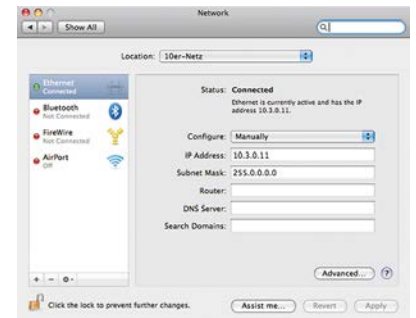 Network
Show All
Location: 10er-Netz
Ethernet
Connected
Bluetooth
Not Connected
FireWire
Not Connected
AirPort
Off
Status: Connected
Ethernet is currently active and has the IP
address 10.3.0.11.
Configure: Manually
IP Address: 10.3.0.11
Subnet Mask: 255.0.0.0
Router:
DNS Server:
Search Domains:
Advanced...
?
Click the lock to prevent further changes.
Assist me...
Revert
Apply